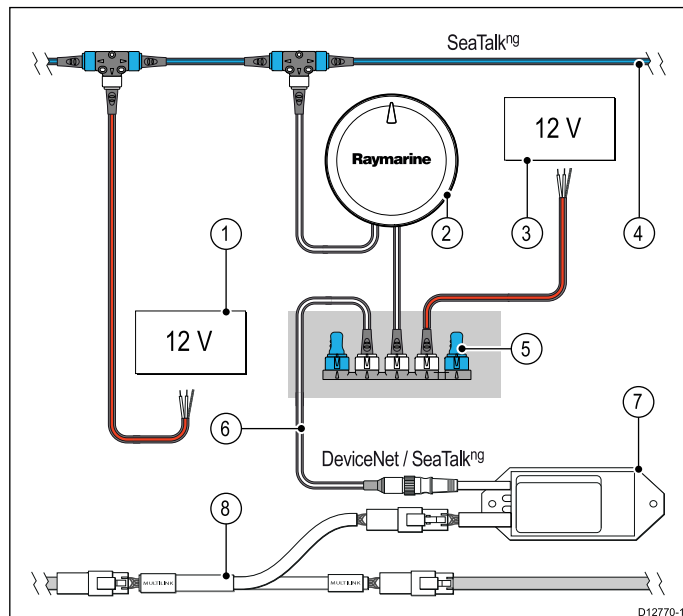 SeaTalkng
12 V
3
Raymarine
2
4
1
12 V
5
6
7
DeviceNet / SeaTalkng
8
MULTILINK
MULTILINK
D12770-1